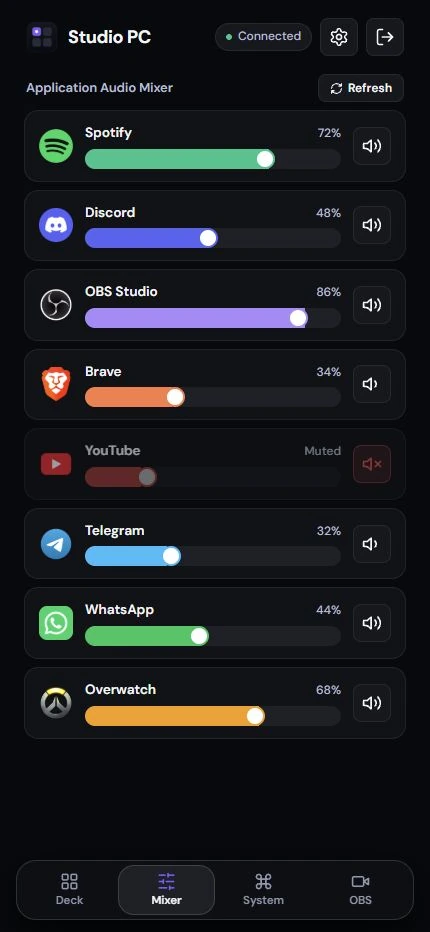 Studio PC
Connected
Application Audio Mixer
Refresh
Spotify
72%
Discord
48%
OBS Studio
86%
Brave
34%
YouTube
Muted
Telegram
32%
WhatsApp
44%
Overwatch
68%
Deck
Mixer
System
OBS